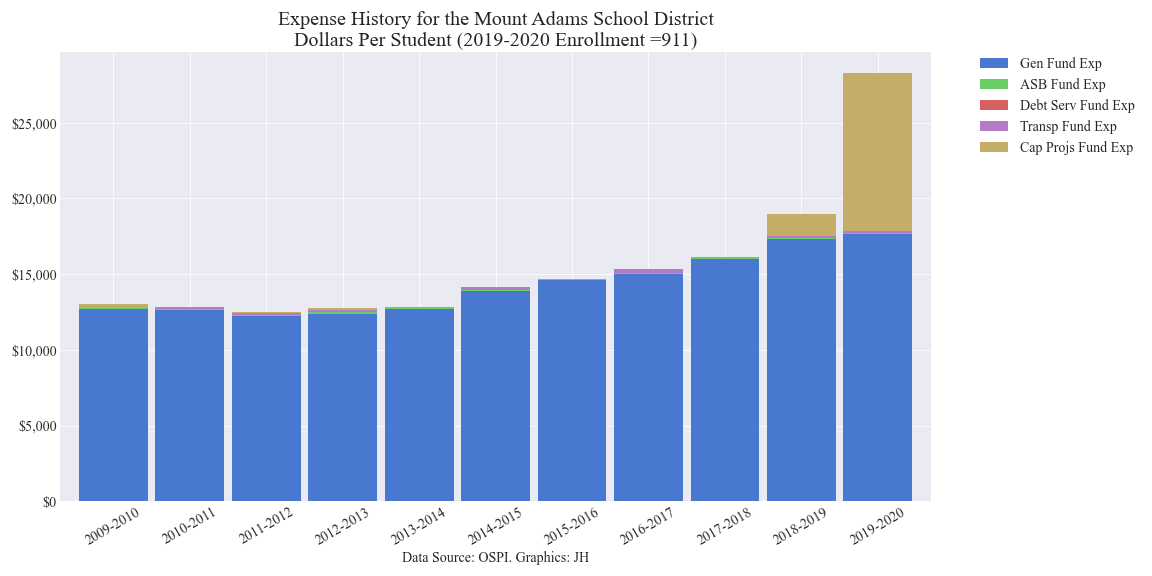 Expense History for the Mount Adams School District
Dollars Per Student (2019-2020 Enrollment =911)
Gen Fund Exp
ASB Fund Exp
Debt Serv Fund Exp
Transp Fund Exp
Cap Projs Fund Exp
$25,000
$20,000
$15,000
$10,000
$5,000
$0
2009-2010
2010-2011
2011-2012
2012-2013
2013-2014
2014-2015
2015-2016
2016-2017
2017-2018
2018-2019
2019-2020
Data Source: OSPI. Graphics: JH